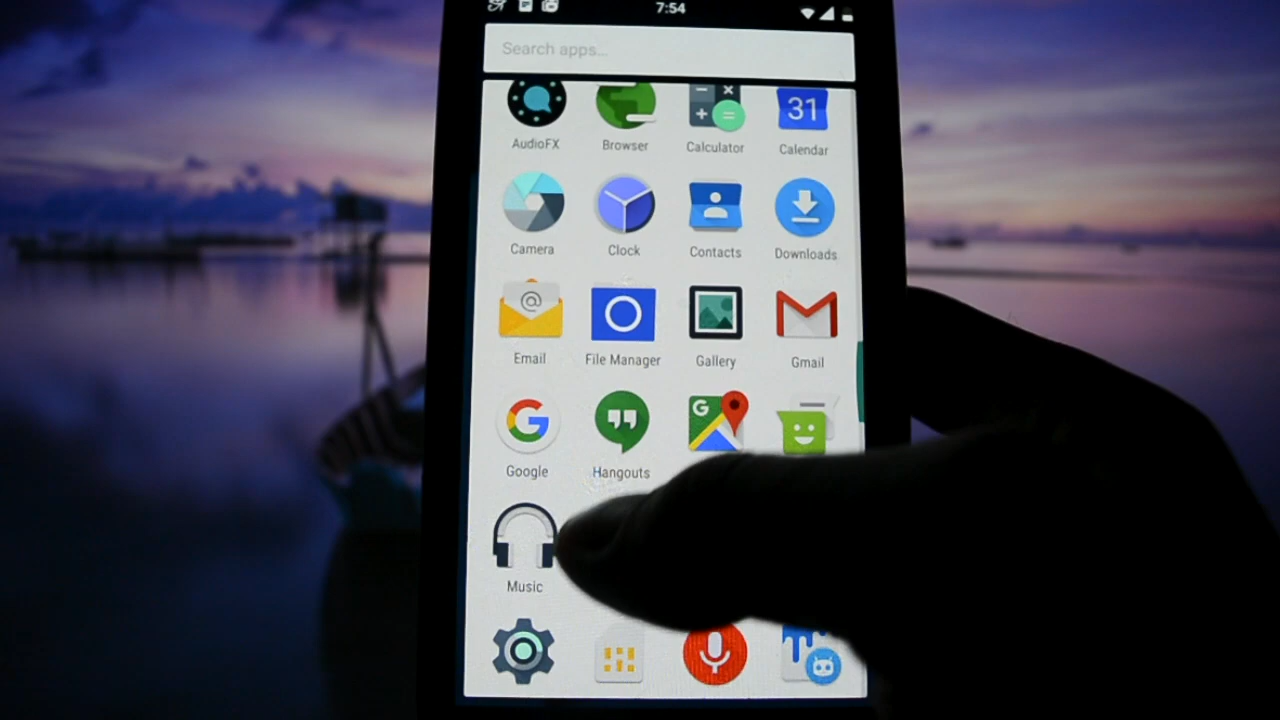 7:54
Search apps...
31
AudioFX
Browser
Calculator
Calendar
Camera
Clock
Contacts
Downloads
@
Email
File Manager
Gallery
Gmail
G
G
Google
Hangouts
Music